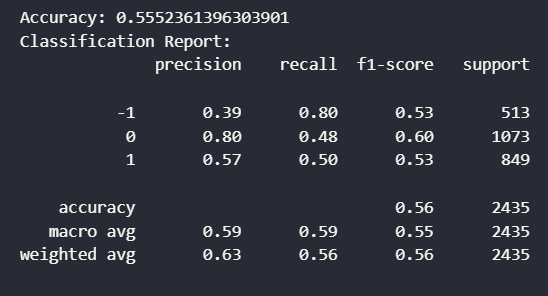 Accuracy: 0.5552361396303901
Classification Report:
precision recall f1-score support
-1 0.39 0.80 0.53 513
0 0.80 0.48 0.60 1073
1 0.57 0.50 0.53 849
accuracy 0.56 2435
macro avg 0.59 0.59 0.55 2435
weighted avg 0.63 0.56 0.56 2435